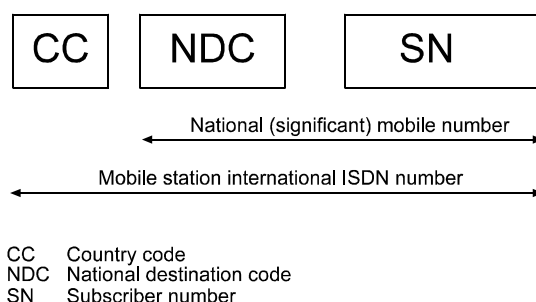 CC NDC SN
National (significant) mobile number
Mobile station international ISDN number
CC Country code
NDC National destination code
SN Subscriber number